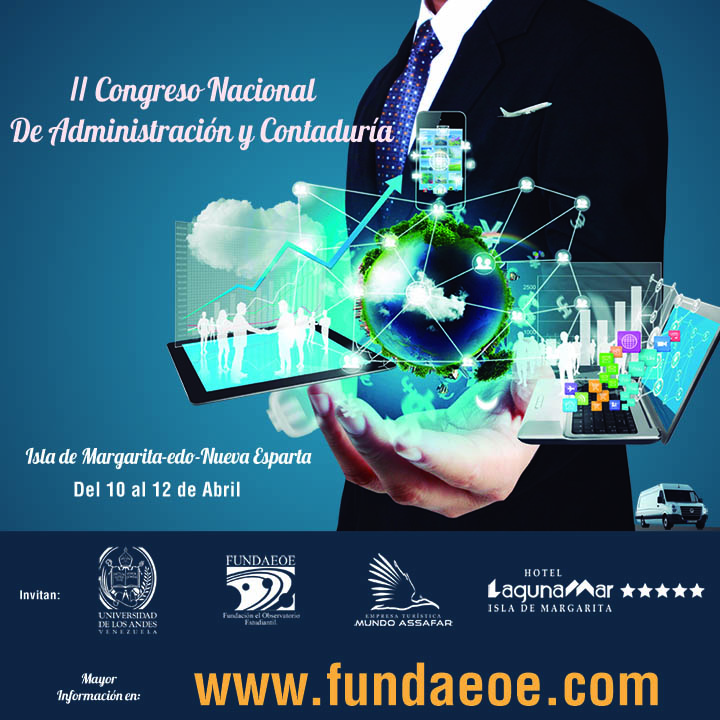 II Congreso Nacional
De Administración y Contaduría
Isla de Margarita-edo-Nueva Esparta
Del 10 al 12 de Abril
Invitan:
UNIVERSIDAD
DE LOS ANDES
VENEZUELA
FUNDAEOE
Fundación el Observatorio
Estudiantil
EMPRESA TURÍSTICA
MUNDO ASSAFAR
HOTEL
LagunaMar
ISLA DE MARGARITA
Mayor
Información en:
www.fundaeoe.com